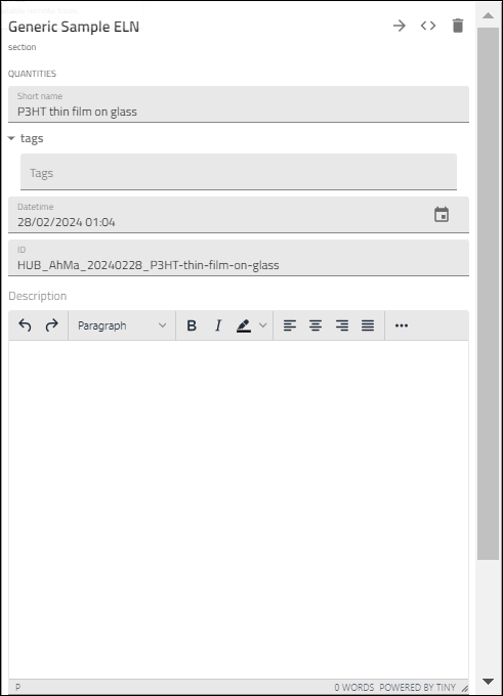 Generic Sample ELN
section
QUANTITIES
Short name
P3HT thin film on glass
tags
Tags
Datetime
28/02/2024 01:04
ID
HUB_AhMa_20240228_P3HT-thin-film-on-glass
Description
Paragraph B I
P 0 WORDS POWERED BY TINY